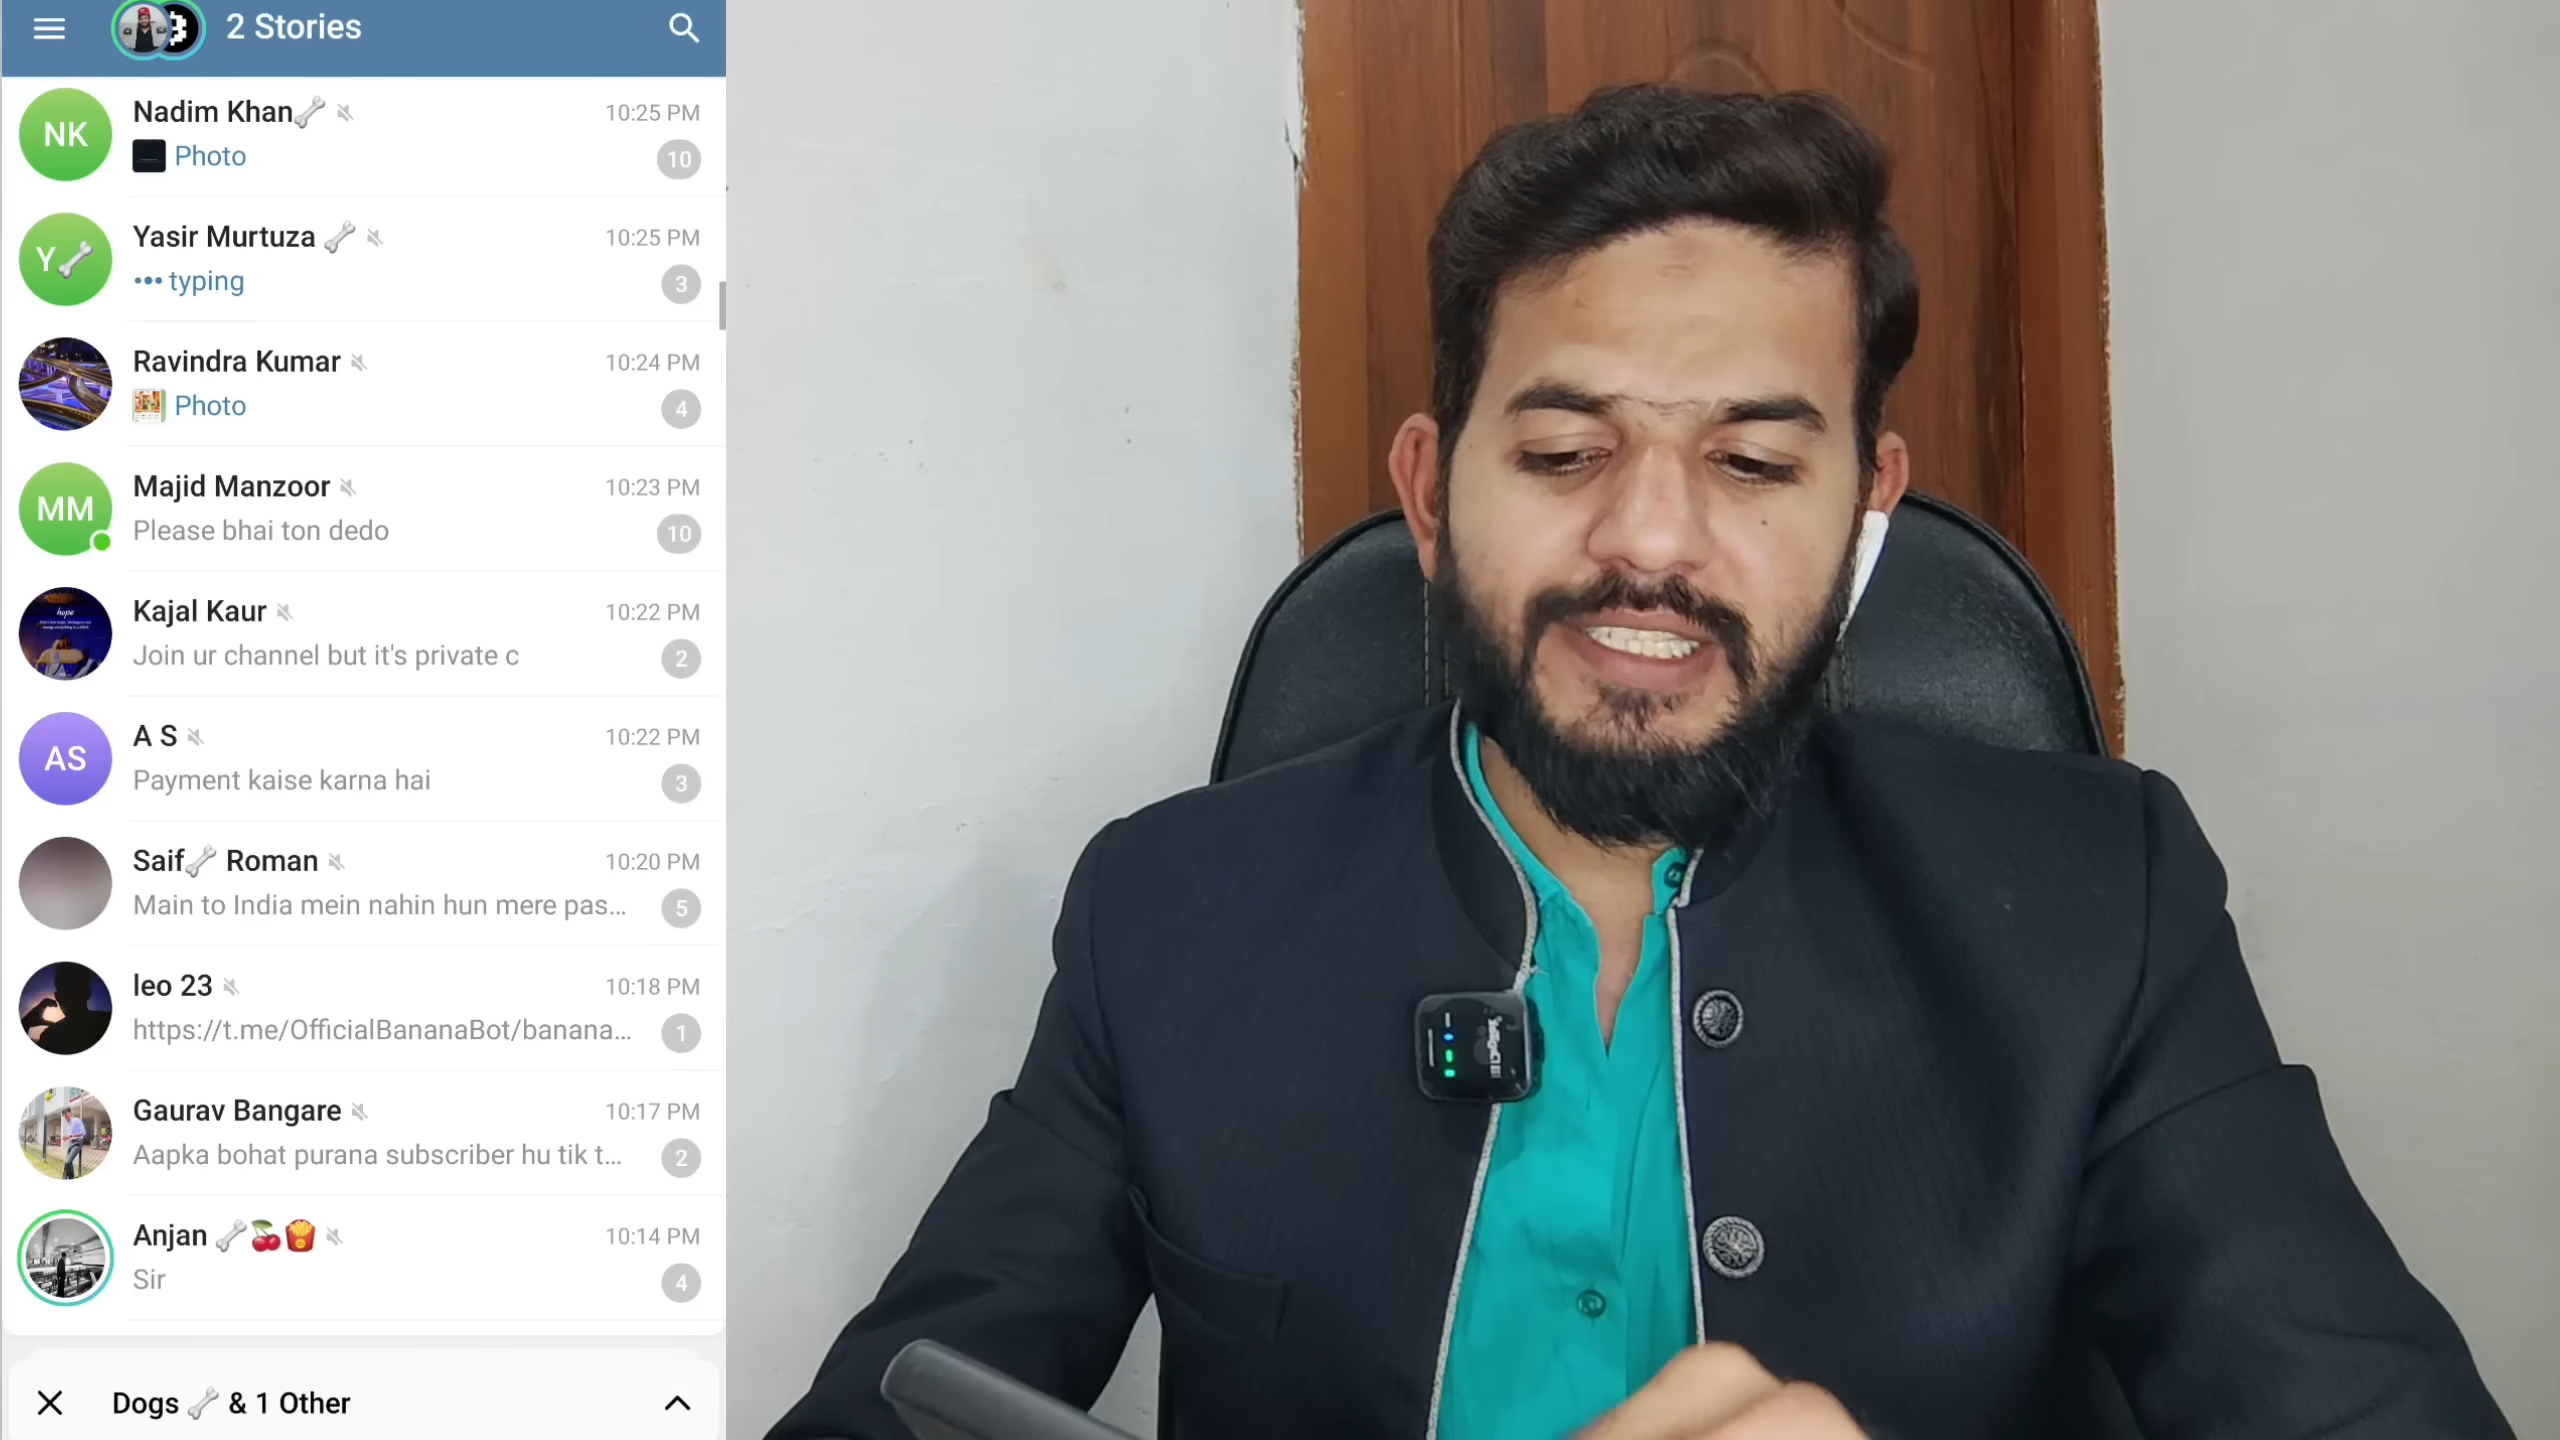 2 Stories
Nadim Khan🦴 10:25 PM
NK
Photo 10
Yasir Murtuza 🦴 10:25 PM
Y🦴
••• typing 3
Ravindra Kumar 10:24 PM
Photo 4
Majid Manzoor 10:23 PM
MM
Please bhai ton dedo 10
Kajal Kaur 10:22 PM
hope
Join ur channel but it's private c 2
A S 10:22 PM
AS
Payment kaise karna hai 3
Saif🦴 Roman 10:20 PM
Main to India mein nahin hun mere pas... 5
leo 23 10:18 PM
https://t.me/OfficialBananaBot/banana... 1
Gaurav Bangare 10:17 PM
Aapka bohat purana subscriber hu tik t... 2
Anjan 🦴🍒🍟 10:14 PM
Sir 4
Dogs 🦴 & 1 Other